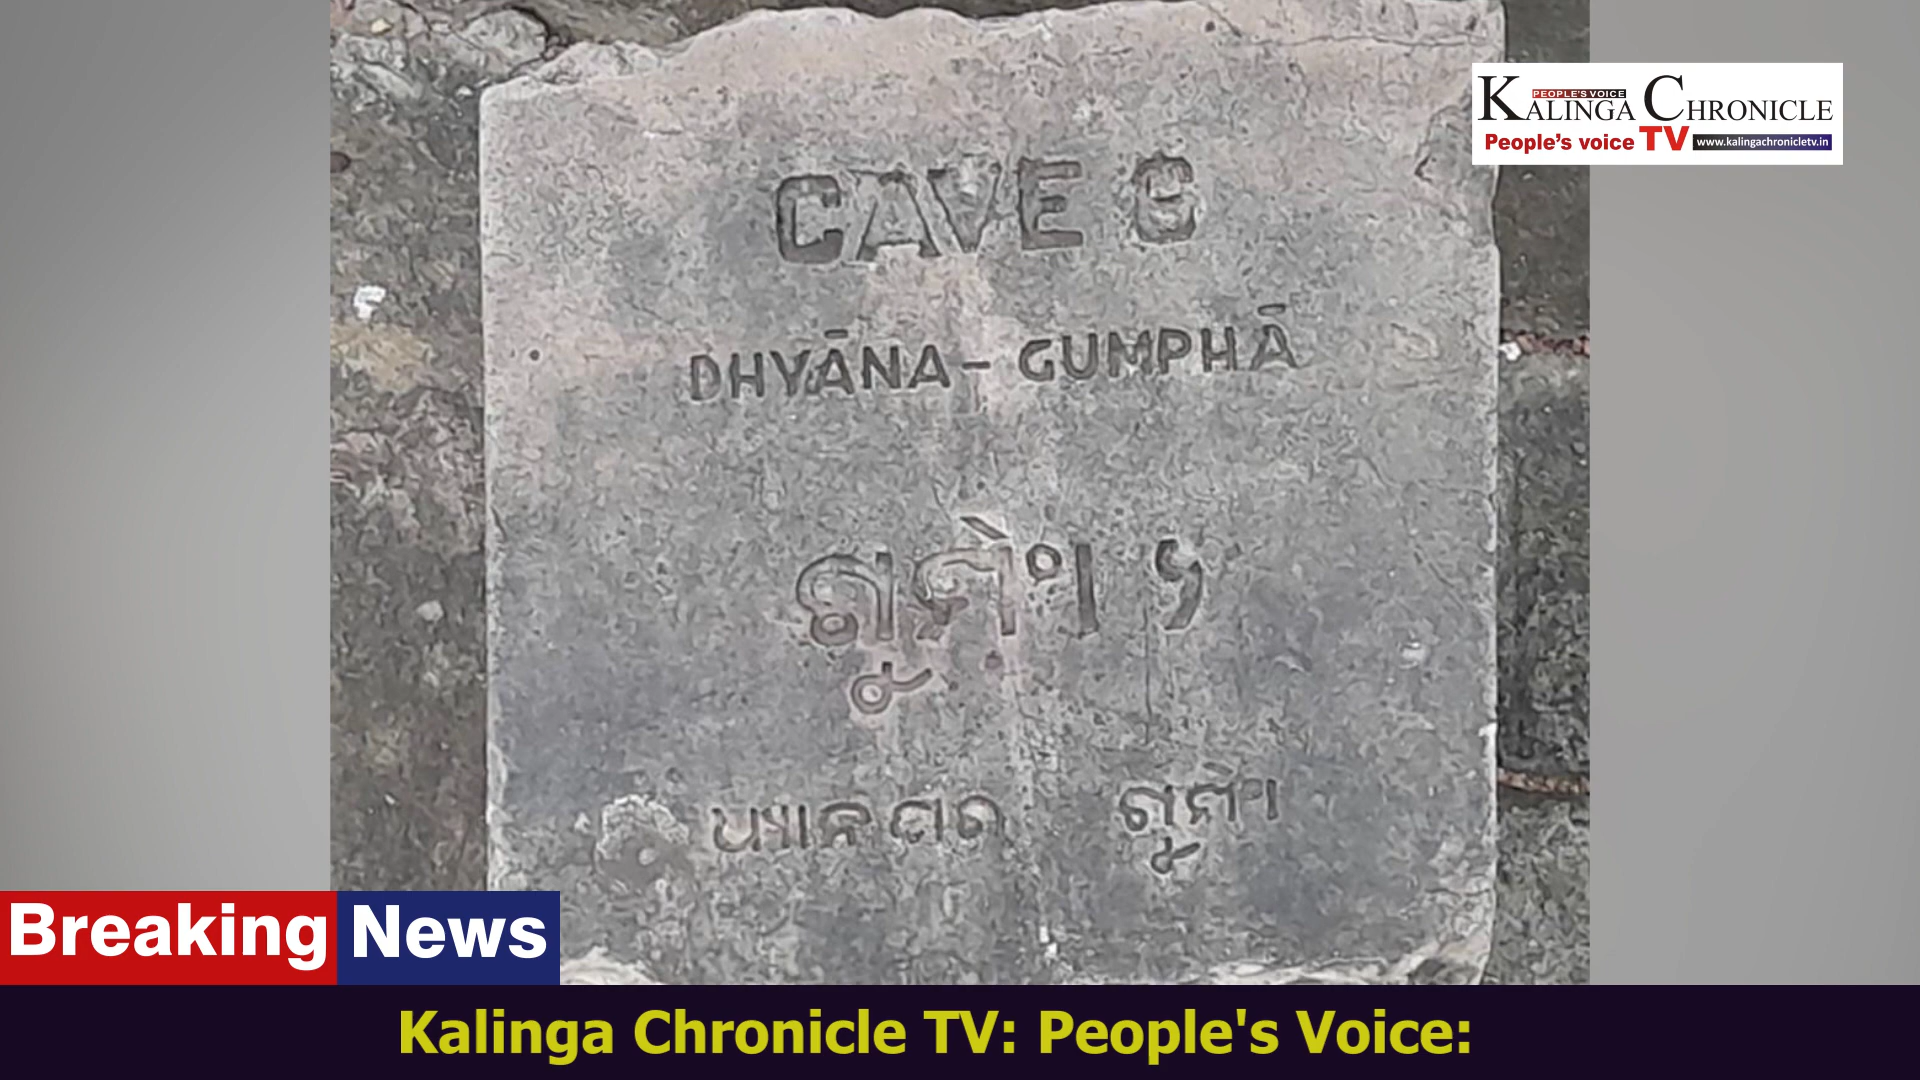 KALINGA CHRONICLE
PEOPLE'S VOICE
People's voice TV www.kalingachronicletv.in
CAVE 6
DHYĀNA-GUMPHĀ
ଗୁମ୍ଫା ୬
ଧ୍ୟାନଘର ଗୁମ୍ଫା
Breaking News
Kalinga Chronicle TV: People's Voice: